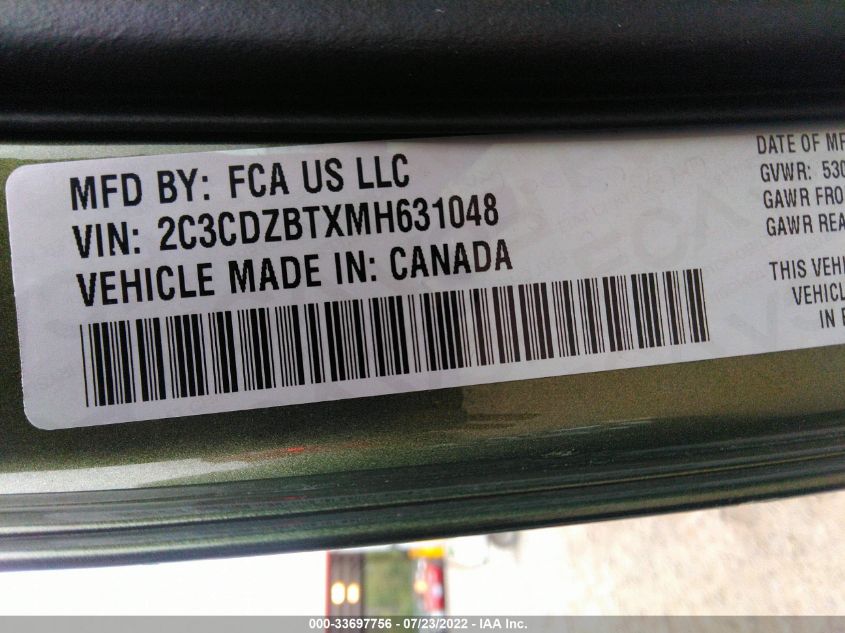 MFD BY: FCA US LLC
VIN: 2C3CDZBTXMH631048
VEHICLE MADE IN: CANADA
DATE OF MF
GVWR: 530
GAWR FRO
GAWR REA
THIS VEHI
VEHICL
IN E
000-33697756 - 07/23/2022 - IAA Inc.